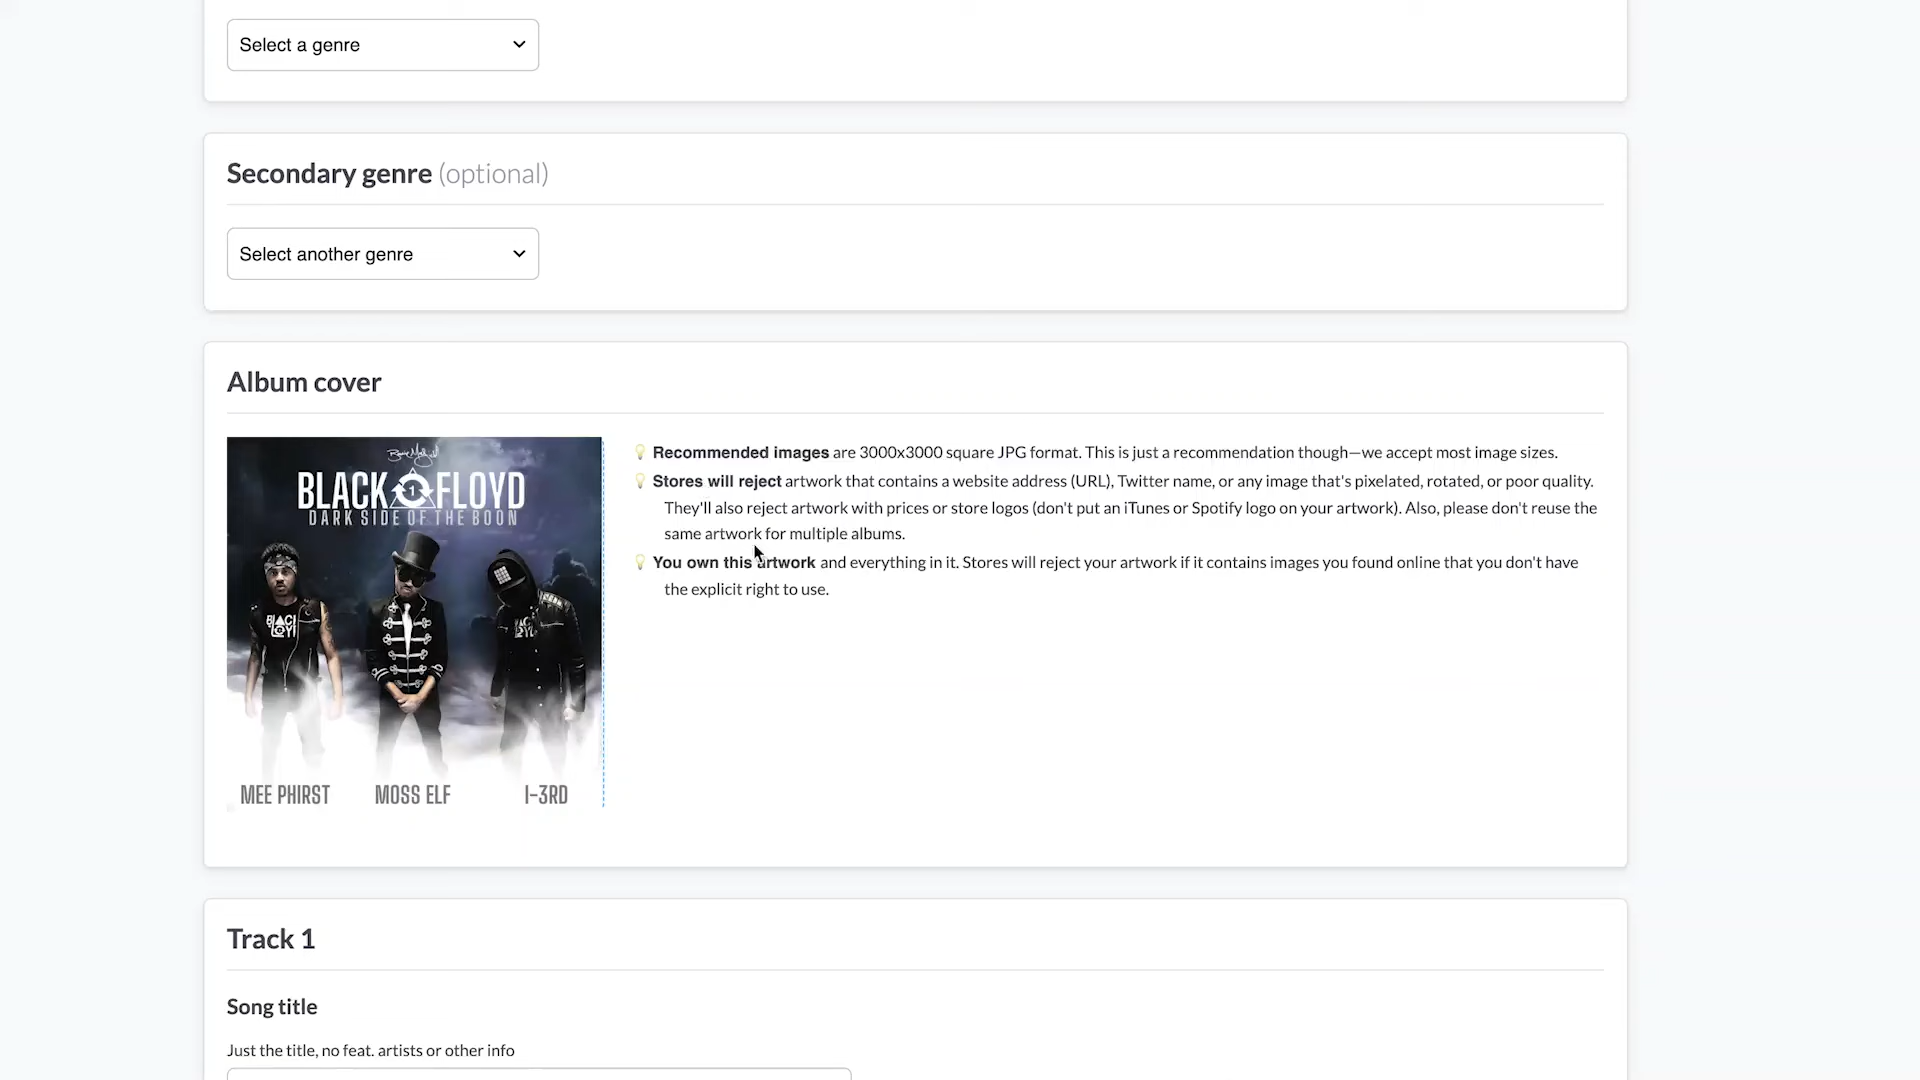 Select a genre
Secondary genre (optional)
Select another genre
Album cover
BLACK FLOYD
DARK SIDE OF THE BOON
MEE PHIRST MOSS ELF I-3RD
Recommended images are 3000x3000 square JPG format. This is just a recommendation though—we accept most image sizes.
Stores will reject artwork that contains a website address (URL), Twitter name, or any image that's pixelated, rotated, or poor quality.
They'll also reject artwork with prices or store logos (don't put an iTunes or Spotify logo on your artwork). Also, please don't reuse the
same artwork for multiple albums.
You own this artwork and everything in it. Stores will reject your artwork if it contains images you found online that you don't have
the explicit right to use.
Track 1
Song title
Just the title, no feat. artists or other info